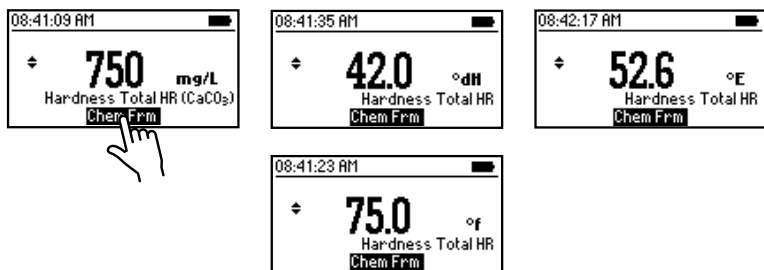 08:41:09 AM
750 mg/L
Hardness Total HR (CaCO₃)
Chem Frm
08:41:35 AM
42.0 °dH
Hardness Total HR
Chem Frm
08:42:17 AM
52.6 °E
Hardness Total HR
Chem Frm
08:41:23 AM
75.0 °f
Hardness Total HR
Chem Frm